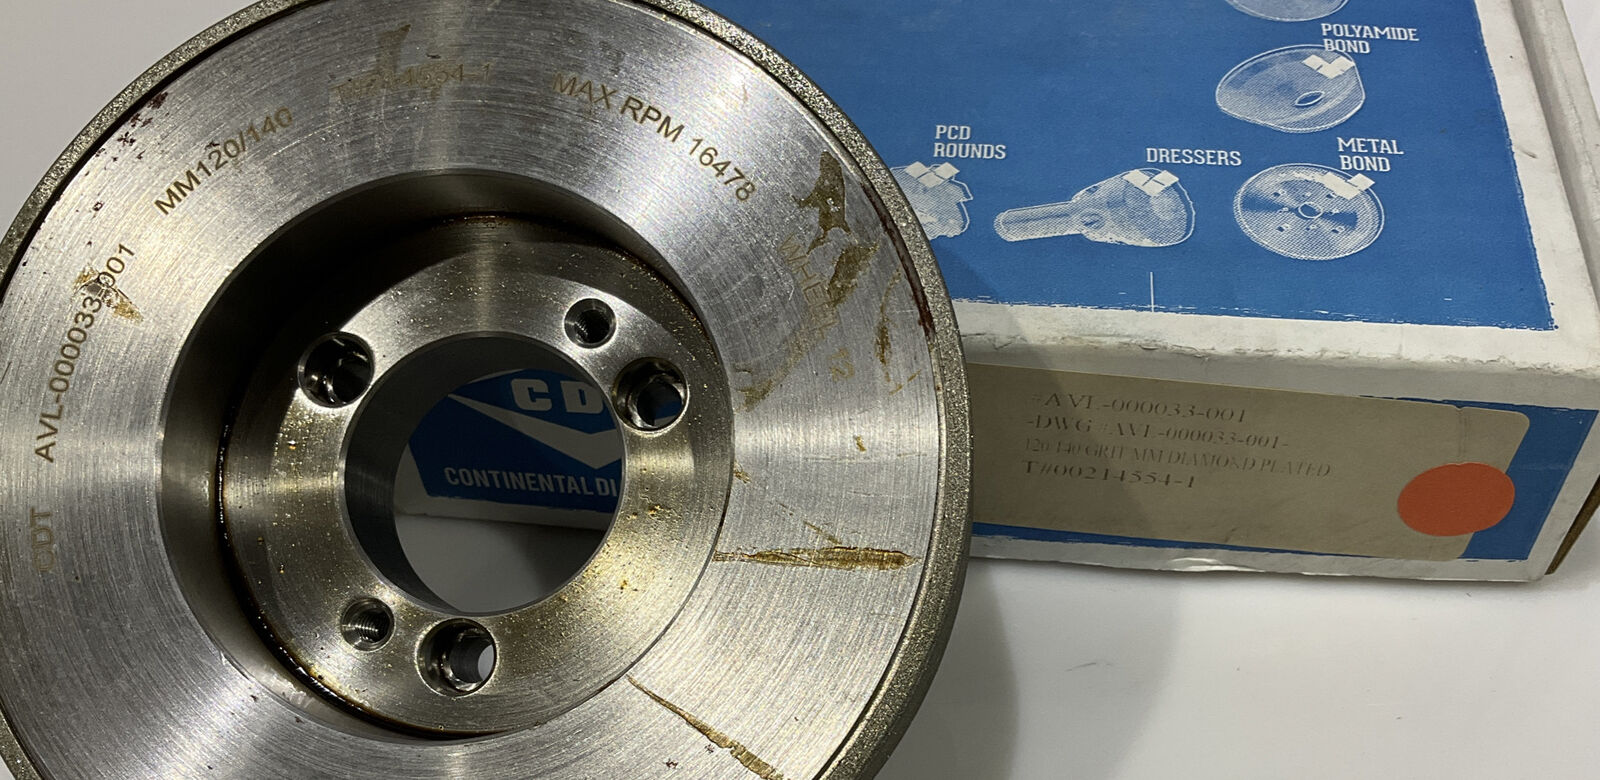 CDT
AVL-000033-001
MM120/140
MAX RPM 16478
WHEEL
CD
CONTINENTAL DI
POLYAMIDE
BOND
PCD
ROUNDS
DRESSERS
METAL
BOND
#AVL-000033-001
-DWG #AVL-000033-001-
120/140 GRIT MM DIAMOND PLATED
T#00214554-1